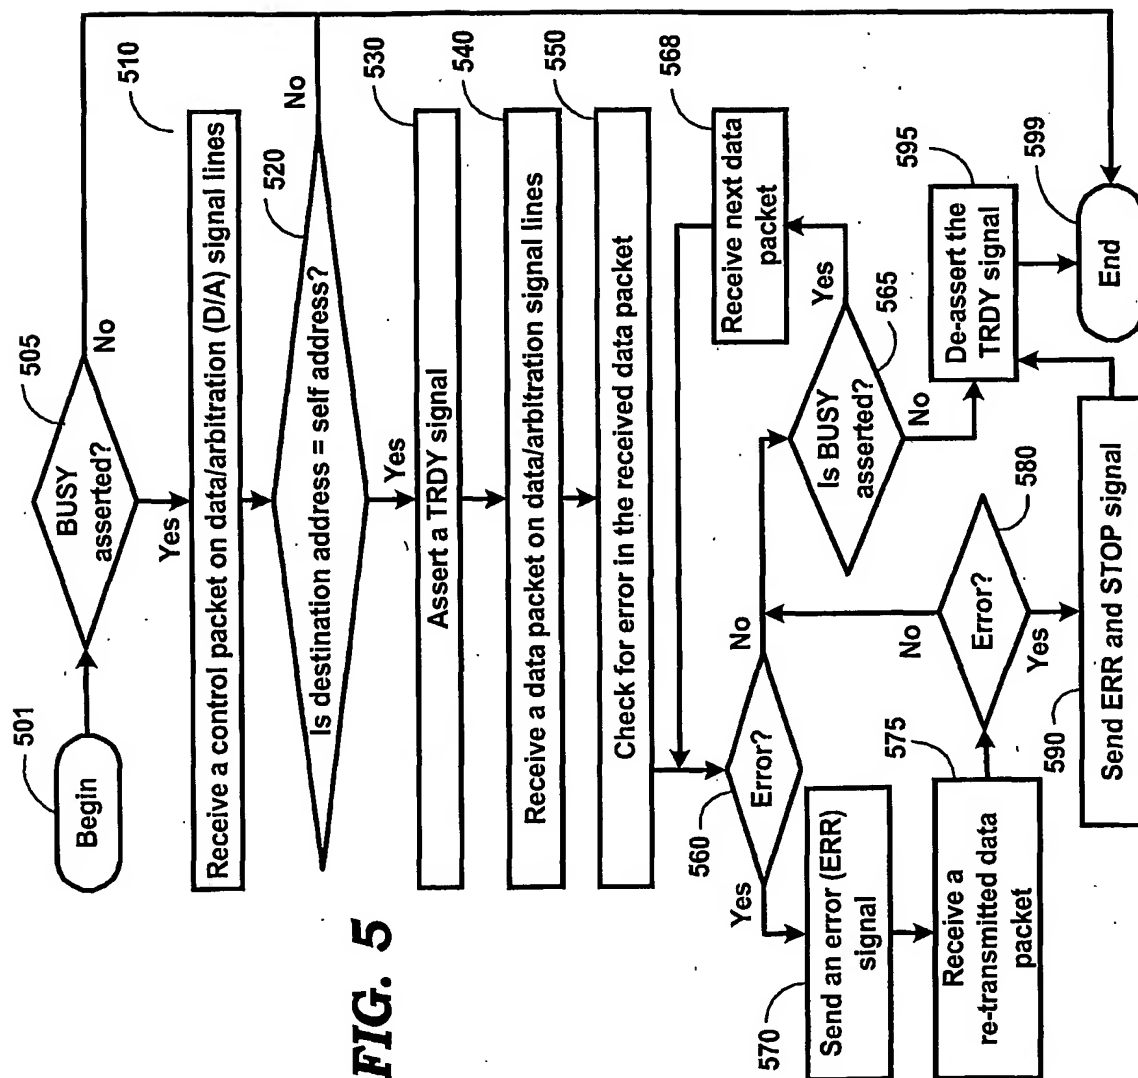 501
Begin
505
BUSY
asserted?
No
Yes
510
Receive a control packet on data/arbitration (D/A) signal lines
520
Is destination address = self address?
No
Yes
530
Assert a TRDY signal
540
Receive a data packet on data/arbitration signal lines
550
Check for error in the received data packet
560
Error?
Yes
No
568
Receive next data
packet
565
Is BUSY
asserted?
Yes
No
570
Send an error (ERR)
signal
575
Receive a
re-transmitted data
packet
580
Error?
No
Yes
590
Send ERR and STOP signal
595
De-assert the
TRDY signal
599
End
FIG. 5